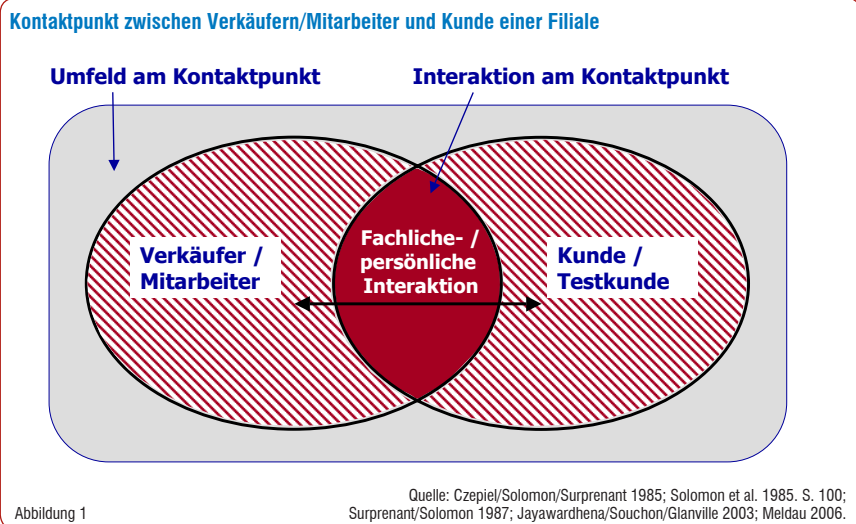 Kontaktpunkt zwischen Verkäufern/Mitarbeiter und Kunde einer Filiale
Umfeld am Kontaktpunkt
Interaktion am Kontaktpunkt
Verkäufer /
Mitarbeiter
Fachliche- /
persönliche
Interaktion
Kunde /
Testkunde
Quelle: Czepiel/Solomon/Surprenant 1985; Solomon et al. 1985. S. 100;
Abbildung 1
Surprenant/Solomon 1987; Jayawardhena/Souchon/Glanville 2003; Meldau 2006.